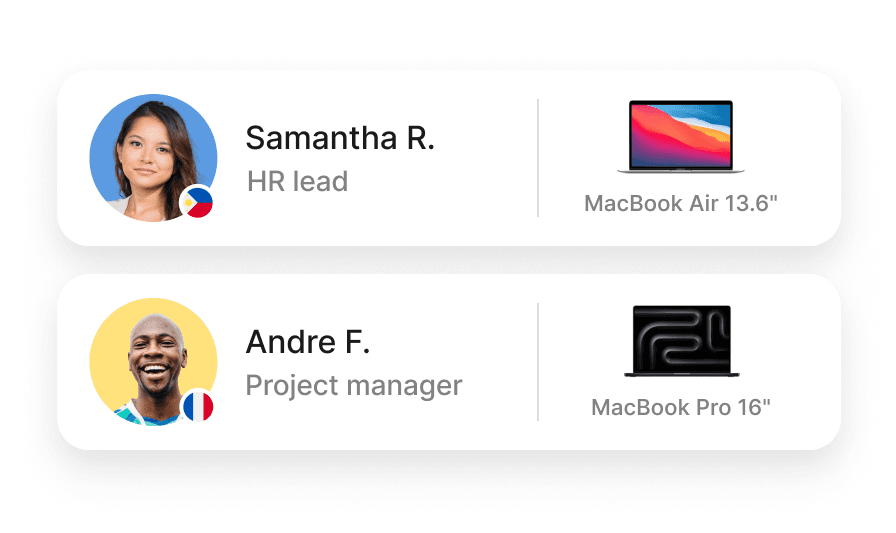 Samantha R.
HR lead
MacBook Air 13.6"
Andre F.
Project manager
MacBook Pro 16"